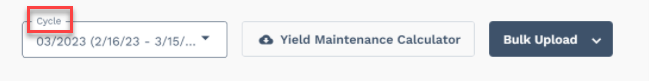 Cycle
03/2023 (2/16/23 - 3/15/...
Yield Maintenance Calculator
Bulk Upload